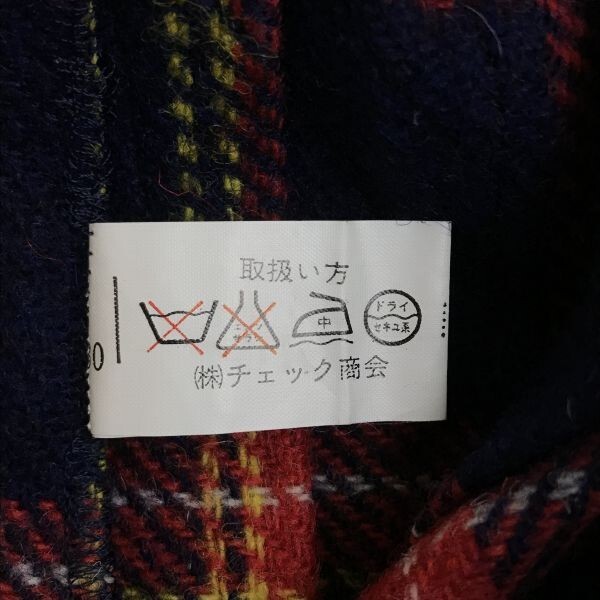 取扱い方
中
ドライ
セキユ系
(株)チェック商会